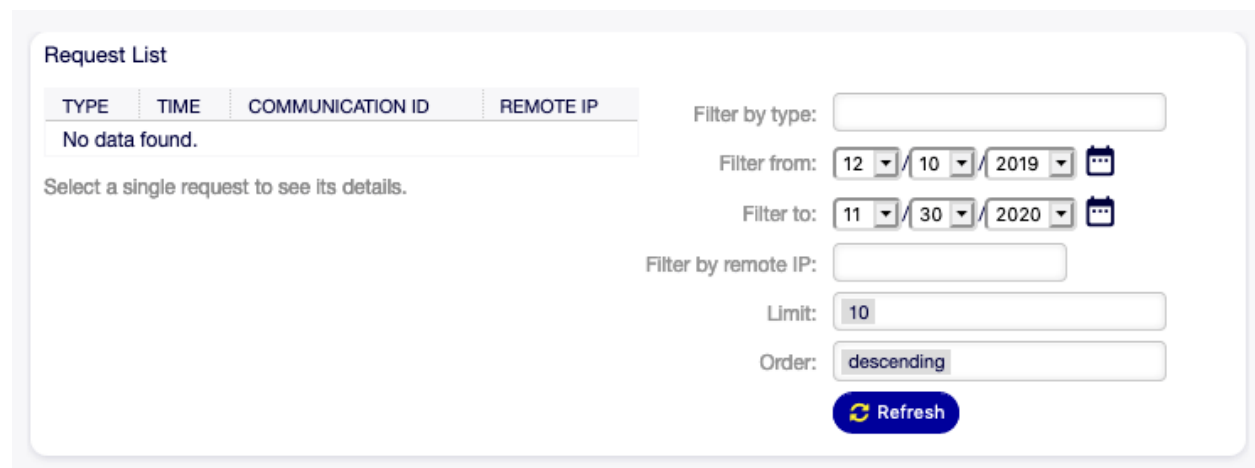 Request List
TYPE TIME COMMUNICATION ID REMOTE IP
No data found.
Select a single request to see its details.
Filter by type:
Filter from: 12 / 10 / 2019
Filter to: 11 / 30 / 2020
Filter by remote IP:
Limit: 10
Order: descending
Refresh